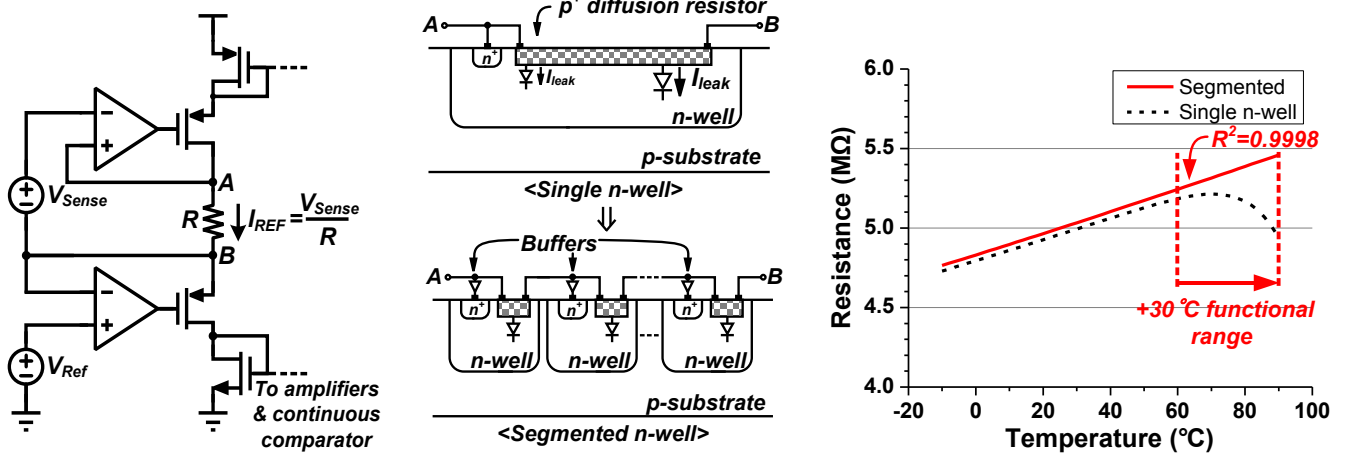 V_Sense
A
R
I_REF = V_Sense / R
B
V_Ref
To amplifiers
& continuous
comparator
p+ diffusion resistor
A
B
n+
I_leak
I_leak
n-well
p-substrate
<Single n-well>
⇓
Buffers
A
B
n+
n+
n+
n-well
n-well
n-well
p-substrate
<Segmented n-well>
Resistance (MΩ)
6.0
5.5
5.0
4.5
4.0
Segmented
Single n-well
R²=0.9998
+30°C functional
range
-20
0
20
40
60
80
100
Temperature (°C)